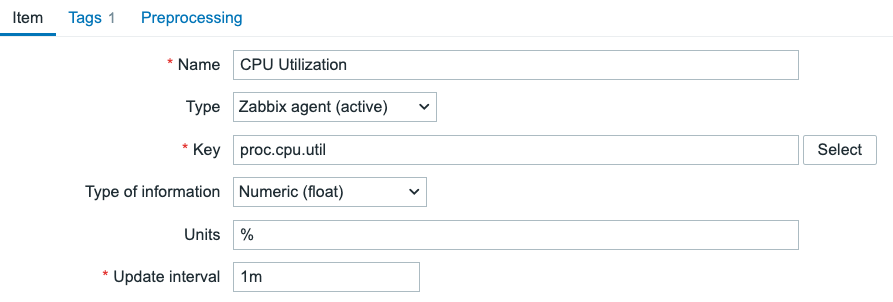 Item Tags 1 Preprocessing
* Name CPU Utilization
Type Zabbix agent (active)
* Key proc.cpu.util Select
Type of information Numeric (float)
Units %
* Update interval 1m